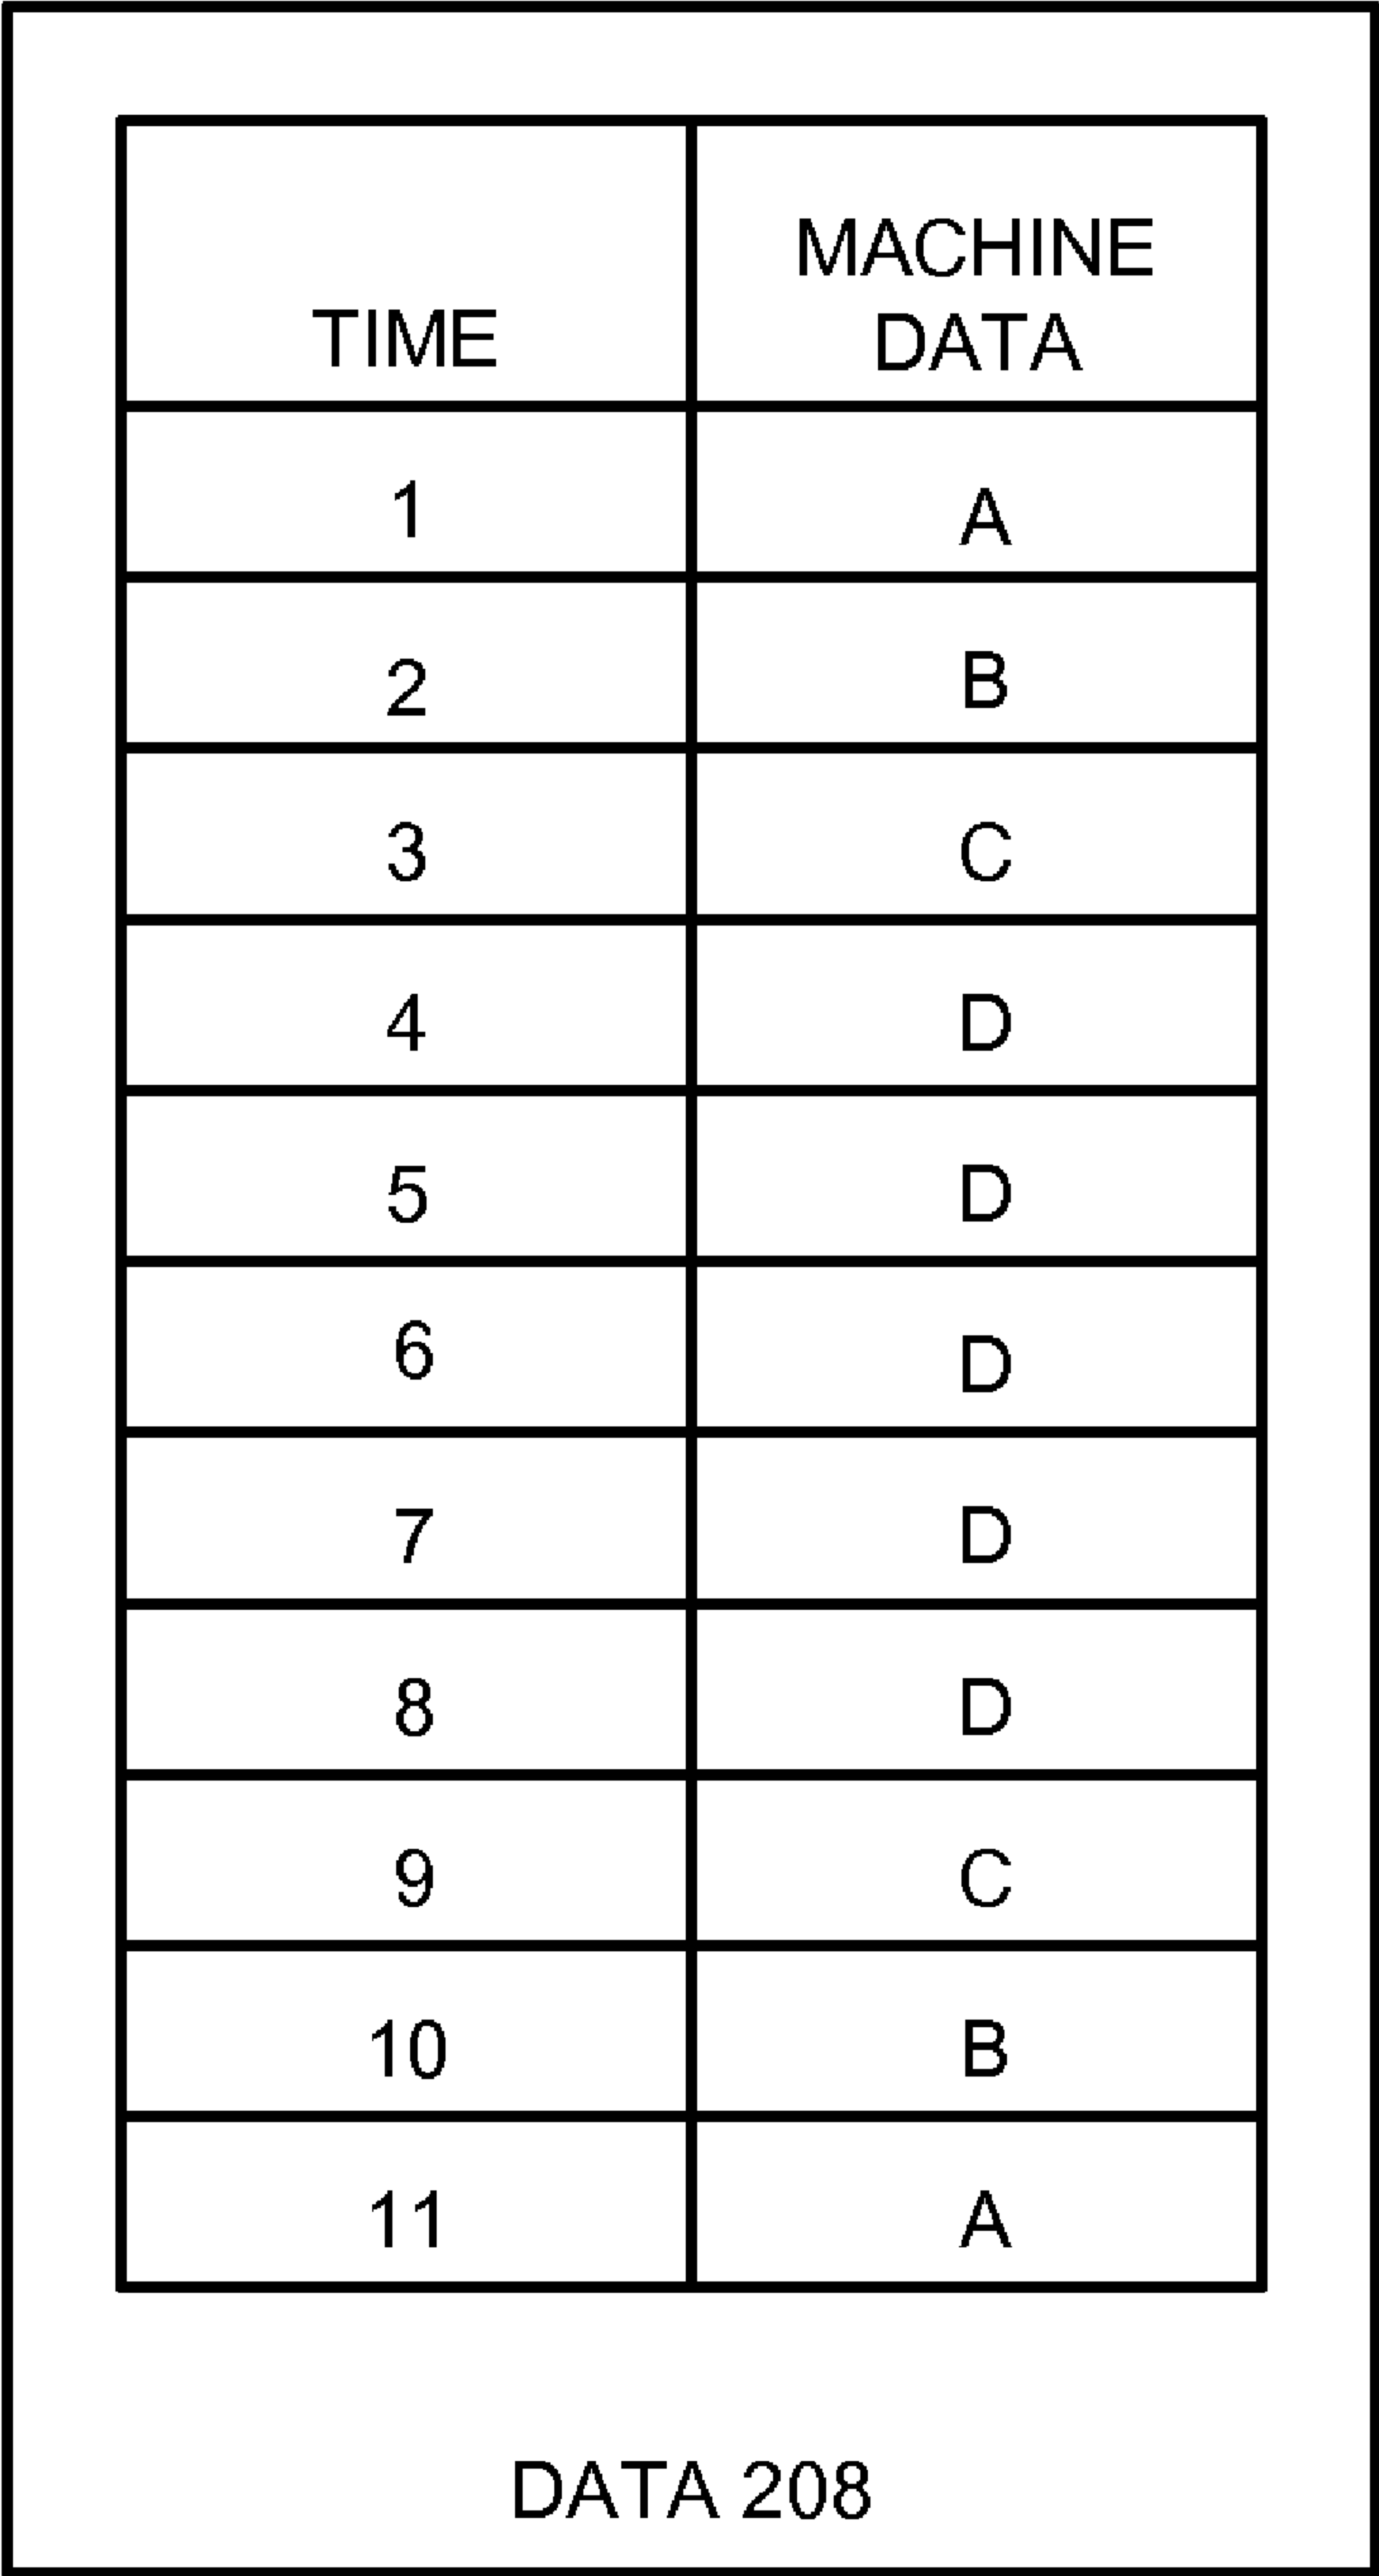 TIME MACHINE DATA
1 A
2 B
3 C
4 D
5 D
6 D
7 D
8 D
9 C
10 B
11 A
DATA 208